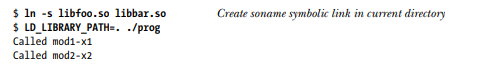 $ ln -s libfoo.so libbar.so Create soname symbolic link in current directory
$ LD_LIBRARY_PATH=. ./prog
Called mod1-x1
Called mod2-x2